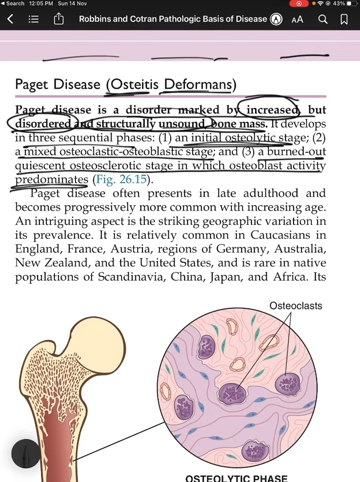 Search 12:05 PM Sun 14 Nov 43%
Robbins and Cotran Pathologic Basis of Disease AA
Paget Disease (Osteitis Deformans)
Paget disease is a disorder marked by increased, but
disordered and structurally unsound, bone mass. It develops
in three sequential phases: (1) an initial osteolytic stage; (2)
a mixed osteoclastic-osteoblastic stage; and (3) a burned-out
quiescent osteosclerotic stage in which osteoblast activity
predominates (Fig. 26.15).
Paget disease often presents in late adulthood and
becomes progressively more common with increasing age.
An intriguing aspect is the striking geographic variation in
its prevalence. It is relatively common in Caucasians in
England, France, Austria, regions of Germany, Australia,
New Zealand, and the United States, and is rare in native
populations of Scandinavia, China, Japan, and Africa. Its
Osteoclasts
OSTEOLYTIC PHASE